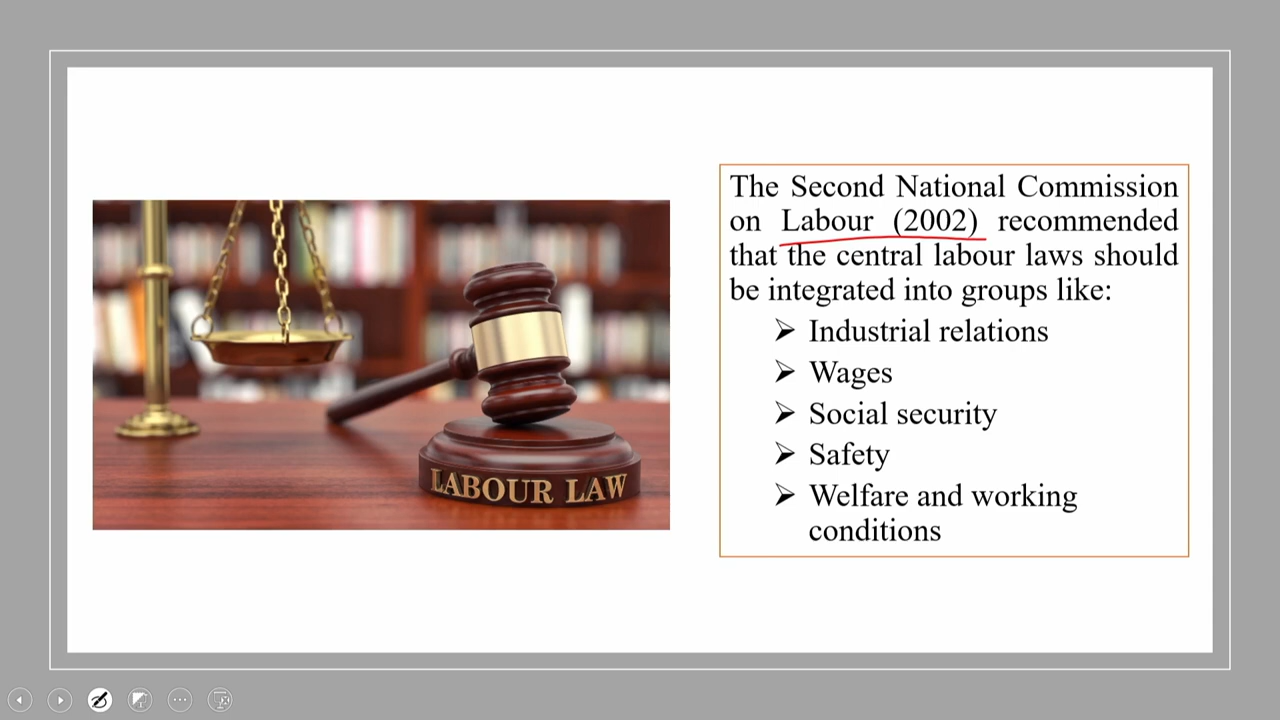 The Second National Commission
on Labour (2002) recommended
that the central labour laws should
be integrated into groups like:
➢ Industrial relations
➢ Wages
➢ Social security
➢ Safety
➢ Welfare and working
conditions
LABOUR LAW